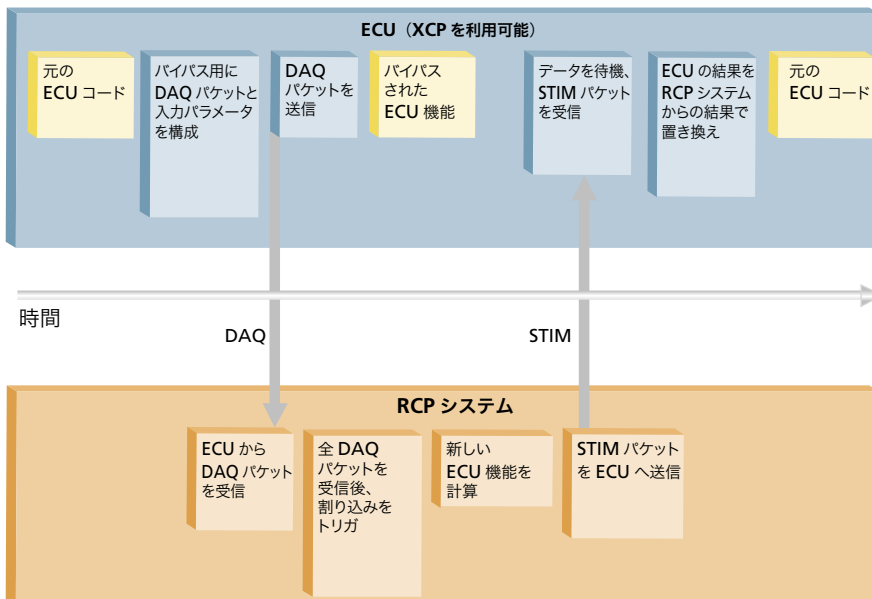 ECU（XCP を利用可能）
元の
ECU コード
バイパス用に
DAQ パケットと
入力パラメータ
を構成
DAQ
パケットを
送信
バイパス
された
ECU 機能
データを待機、
STIM パケット
を受信
ECU の結果を
RCP システム
からの結果で
置き換え
元の
ECU コード
時間
DAQ
STIM
RCP システム
ECU から
DAQ パケット
を受信
全 DAQ
パケットを
受信後、
割り込みを
トリガ
新しい
ECU 機能を
計算
STIM パケット
を ECU へ送信